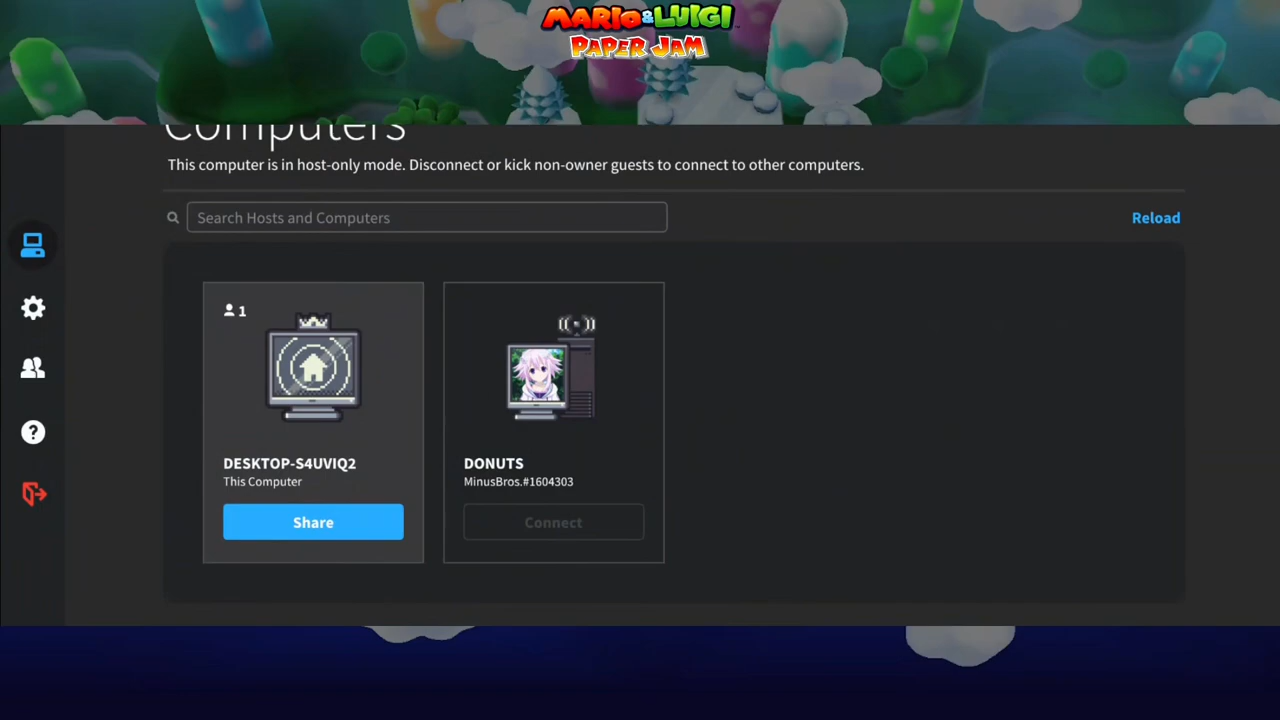 MARIO & LUIGI
PAPER JAM
Computers
This computer is in host-only mode. Disconnect or kick non-owner guests to connect to other computers.
Search Hosts and Computers
Reload
1
DESKTOP-S4UVIQ2
This Computer
Share
DONUTS
MinusBros.#1604303
Connect